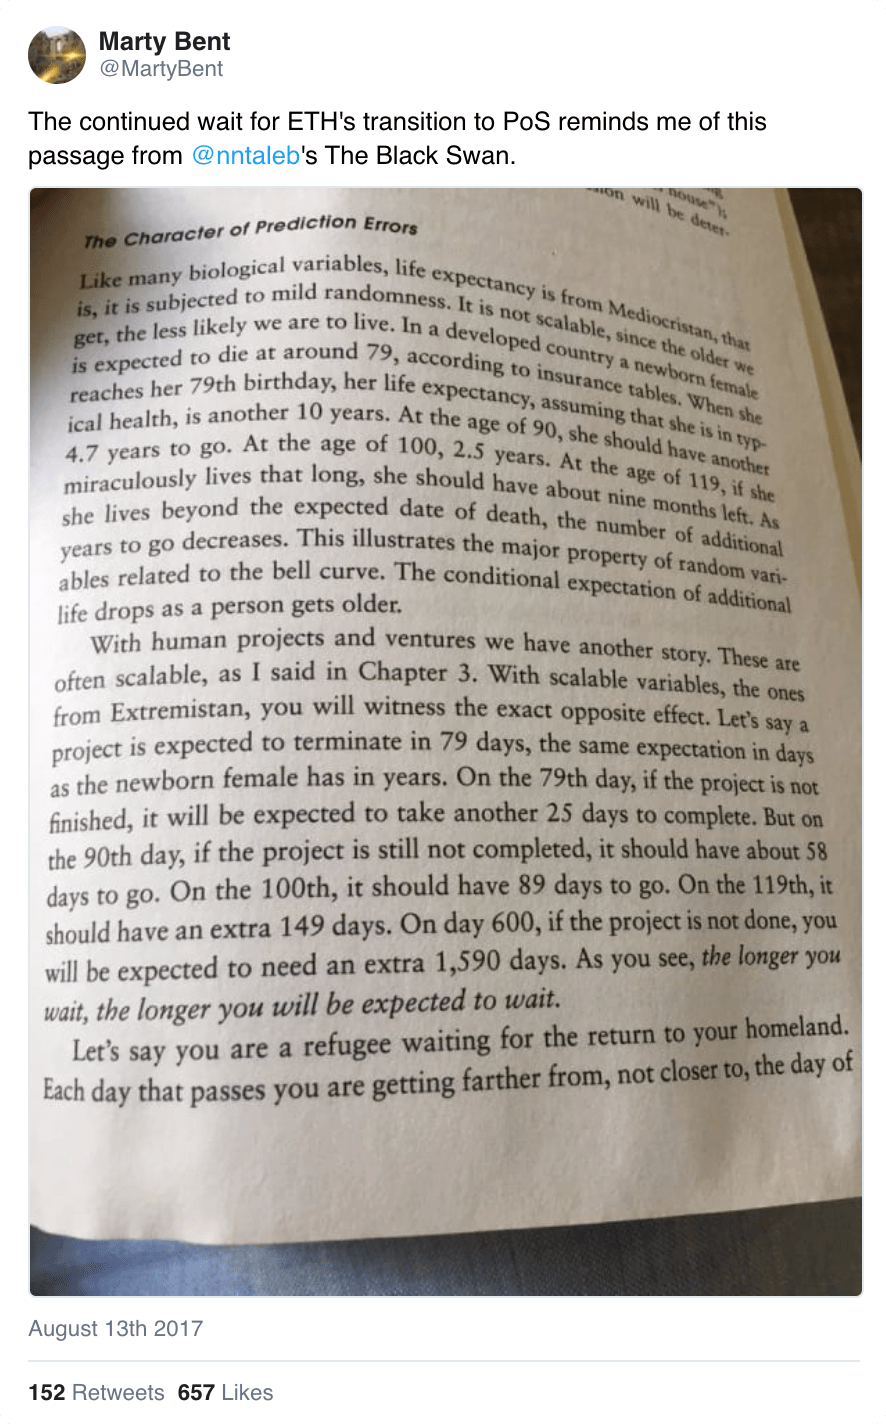 Marty Bent
@MartyBent
The continued wait for ETH's transition to PoS reminds me of this
passage from @nntaleb's The Black Swan.
house");
will be deter-
The Character of Prediction Errors
Like many biological variables, life expectancy is from Mediocristan, that
is, it is subjected to mild randomness. It is not scalable, since the older we
get, the less likely we are to live. In a developed country a newborn female
is expected to die at around 79, according to insurance tables. When she
reaches her 79th birthday, her life expectancy, assuming that she is in typ-
ical health, is another 10 years. At the age of 90, she should have another
4.7 years to go. At the age of 100, 2.5 years. At the age of 119, if she
miraculously lives that long, she should have about nine months left. As
she lives beyond the expected date of death, the number of additional
years to go decreases. This illustrates the major property of random vari-
ables related to the bell curve. The conditional expectation of additional
life drops as a person gets older.
With human projects and ventures we have another story. These are
often scalable, as I said in Chapter 3. With scalable variables, the ones
from Extremistan, you will witness the exact opposite effect. Let's say a
project is expected to terminate in 79 days, the same expectation in days
as the newborn female has in years. On the 79th day, if the project is not
finished, it will be expected to take another 25 days to complete. But on
the 90th day, if the project is still not completed, it should have about 58
days to go. On the 100th, it should have 89 days to go. On the 119th, it
should have an extra 149 days. On day 600, if the project is not done, you
will be expected to need an extra 1,590 days. As you see, the longer you
wait, the longer you will be expected to wait.
Let's say you are a refugee waiting for the return to your homeland.
Each day that passes you are getting farther from, not closer to, the day of
August 13th 2017
152 Retweets 657 Likes